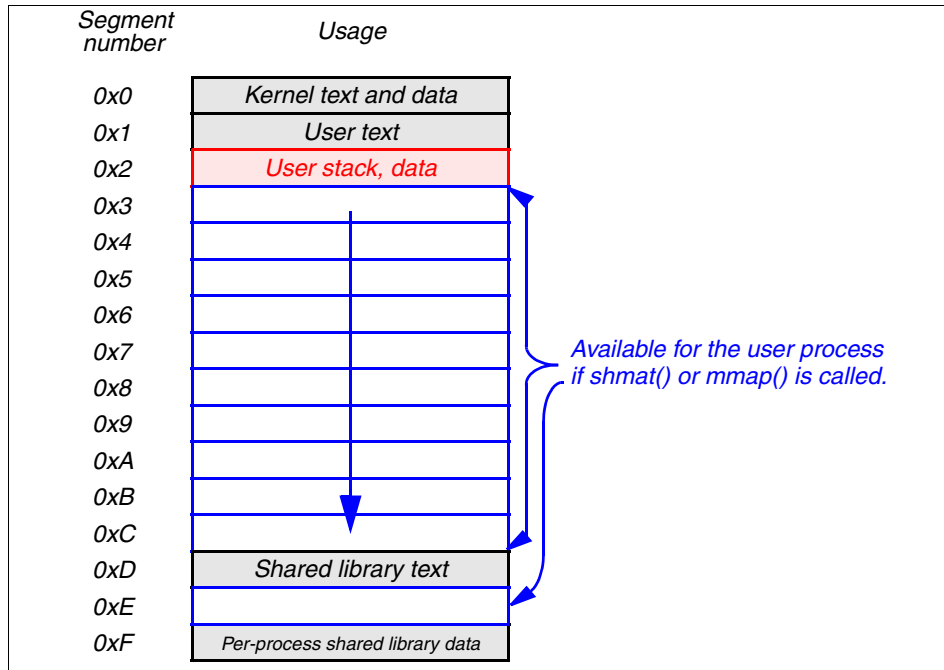 Segment
number
Usage
0x0
Kernel text and data
0x1
User text
0x2
User stack, data
0x3
0x4
0x5
0x6
0x7
0x8
0x9
0xA
0xB
0xC
0xD
Shared library text
0xE
0xF
Per-process shared library data
Available for the user process
if shmat() or mmap() is called.